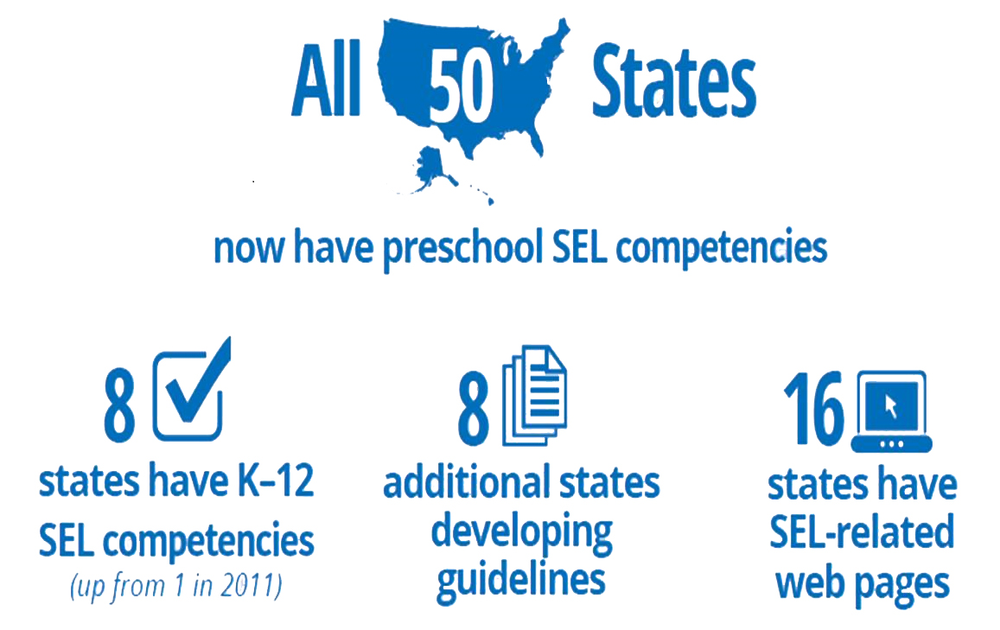 All 50 States
now have preschool SEL competencies
8
states have K–12
SEL competencies
(up from 1 in 2011)
8
additional states
developing
guidelines
16
states have
SEL-related
web pages